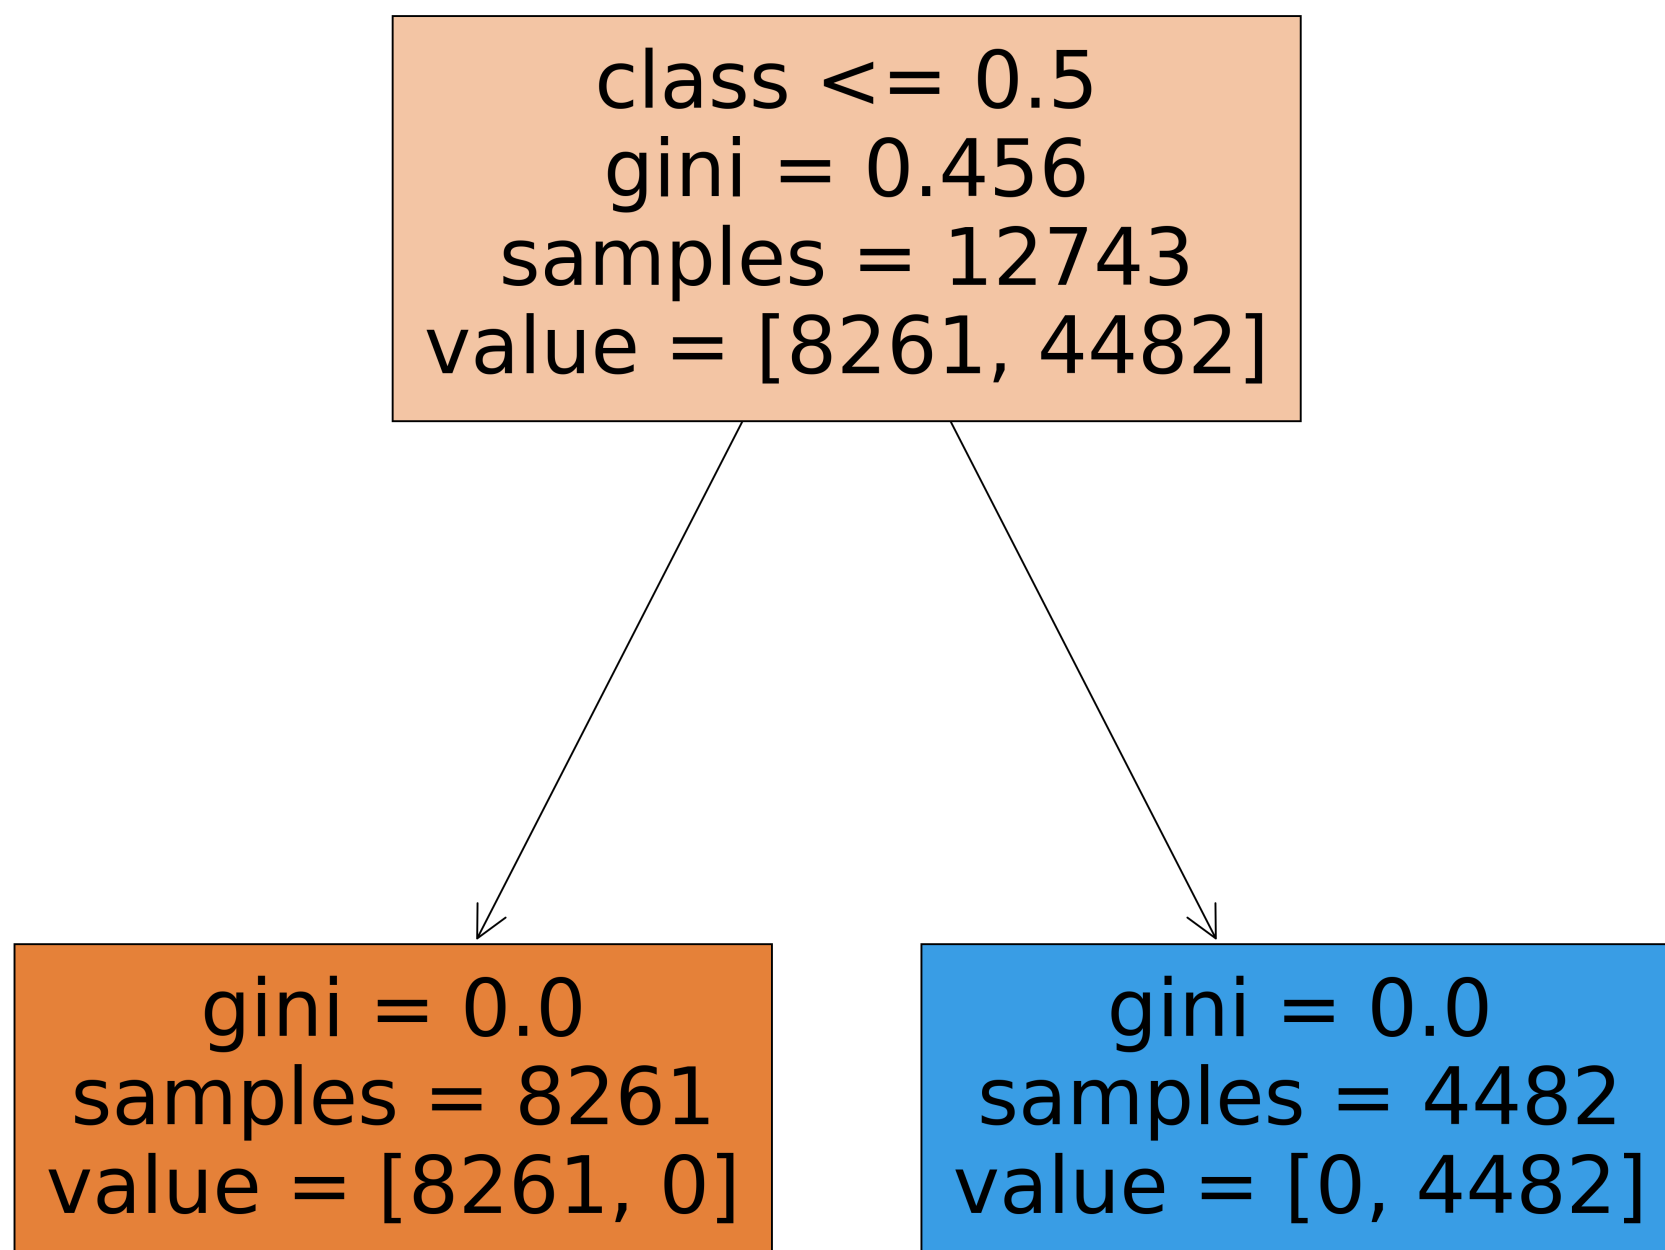 class <= 0.5
gini = 0.456
samples = 12743
value = [8261, 4482]
gini = 0.0
samples = 8261
value = [8261, 0]
gini = 0.0
samples = 4482
value = [0, 4482]